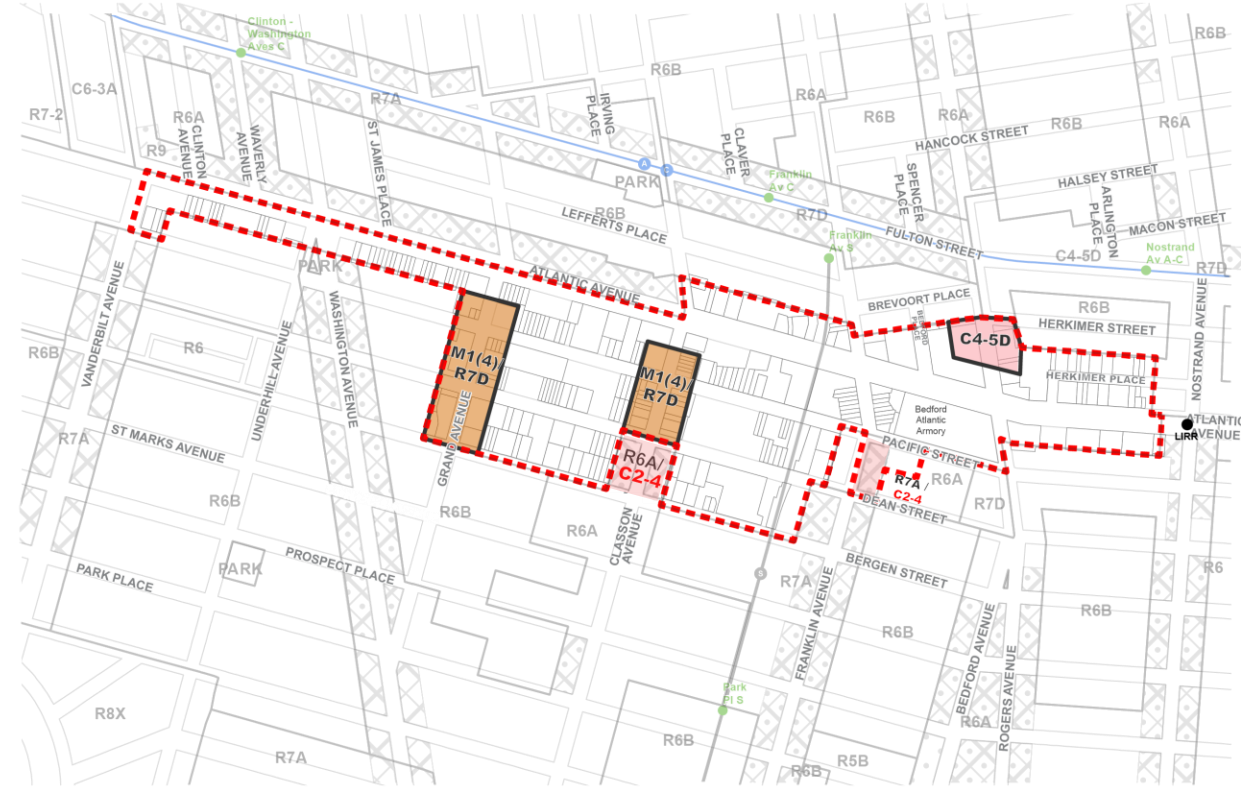 Clinton -
Washington
Aves C
R6B
C6-3A
R7-2
R6A
R9
CLINTON
AVENUE
WAVERLY
AVENUE
R7A
ST JAMES PLACE
IRVING
PLACE
R6B
A
PARK
CLAVER
PLACE
R6A
Franklin
Av C
R7D
R6B
R6A
R6B
R6A
HANCOCK STREET
SPENCER
PLACE
HALSEY STREET
ARLINGTON
PLACE
MACON STREET
LEFFERTS PLACE
R6B
FULTON STREET
Franklin
Av S
C4-5D
Nostrand
Av A-C
R7D
PARK
ATLANTIC AVENUE
BREVOORT PLACE
BEDFORD
PLACE
R6B
HERKIMER STREET
C4-5D
HERKIMER PLACE
NOSTRAND AVENUE
VANDERBILT AVENUE
R6B
R6
UNDERHILL AVENUE
WASHINGTON AVENUE
M1(4)/
R7D
M1(4)/
R7D
Bedford
Atlantic
Armory
ATLANTIC
AVENUE
LIRR
R7A
ST MARKS AVENUE
GRAND AVENUE
R6A/
C2-4
PACIFIC STREET
R6A
R7A /
C2-4
R7D
DEAN STREET
R6B
R6B
R6A
CLASSON
AVENUE
PARK
PROSPECT PLACE
PARK PLACE
S
R7A
BERGEN STREET
R6
FRANKLIN AVENUE
R6B
R6B
BEDFORD AVENUE
ROGERS AVENUE
Park
Pl S
R8X
R7A
R6B
R6A
R5B
R6B